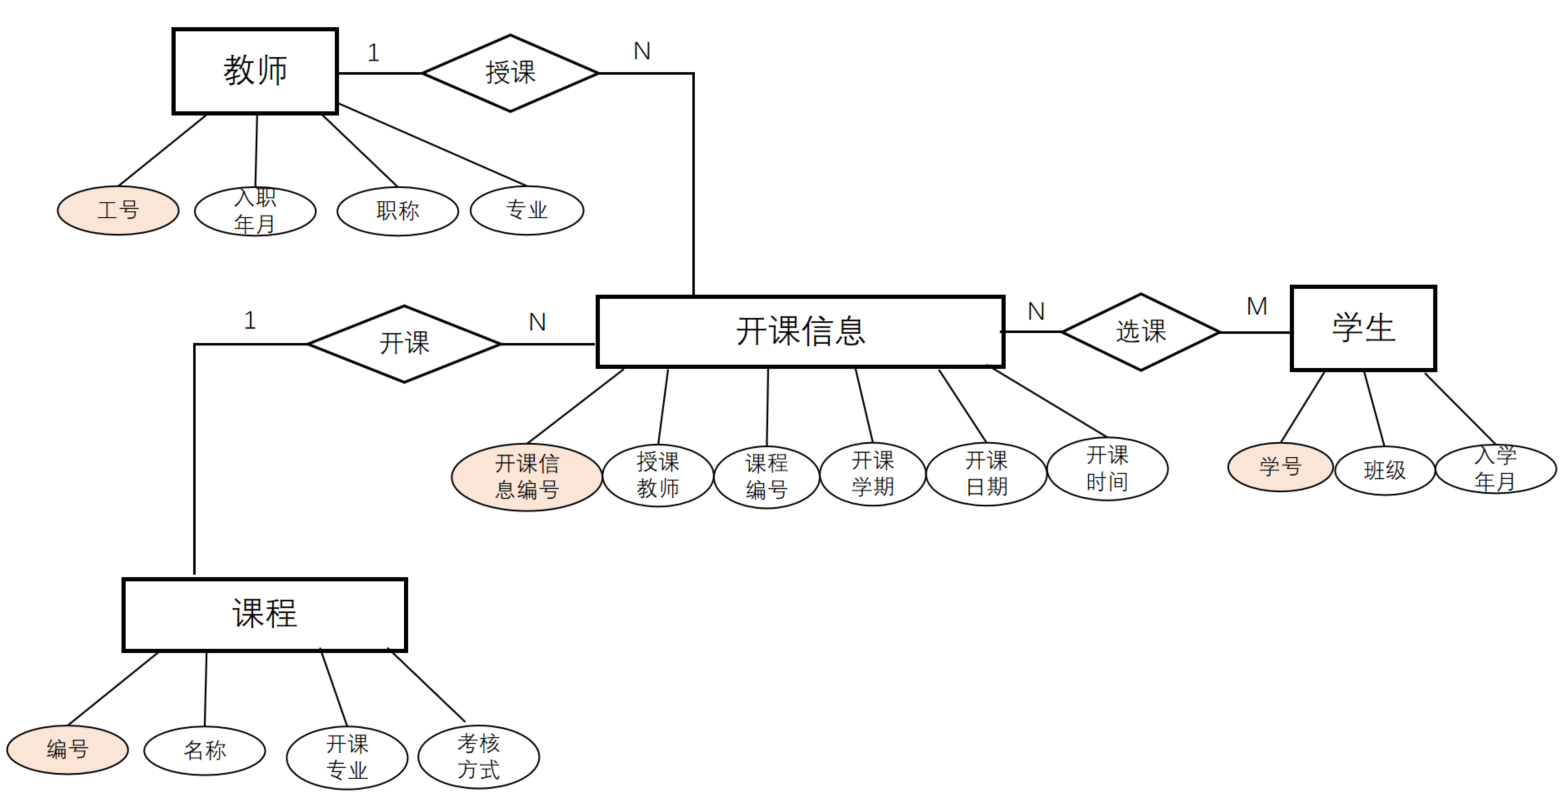 教师
1
授课
N
工号
入职
年月
职称
专业
1
开课
N
开课信息
N
选课
M
学生
开课信
息编号
授课
教师
课程
编号
开课
学期
开课
日期
开课
时间
学号
班级
入学
年月
课程
编号
名称
开课
专业
考核
方式